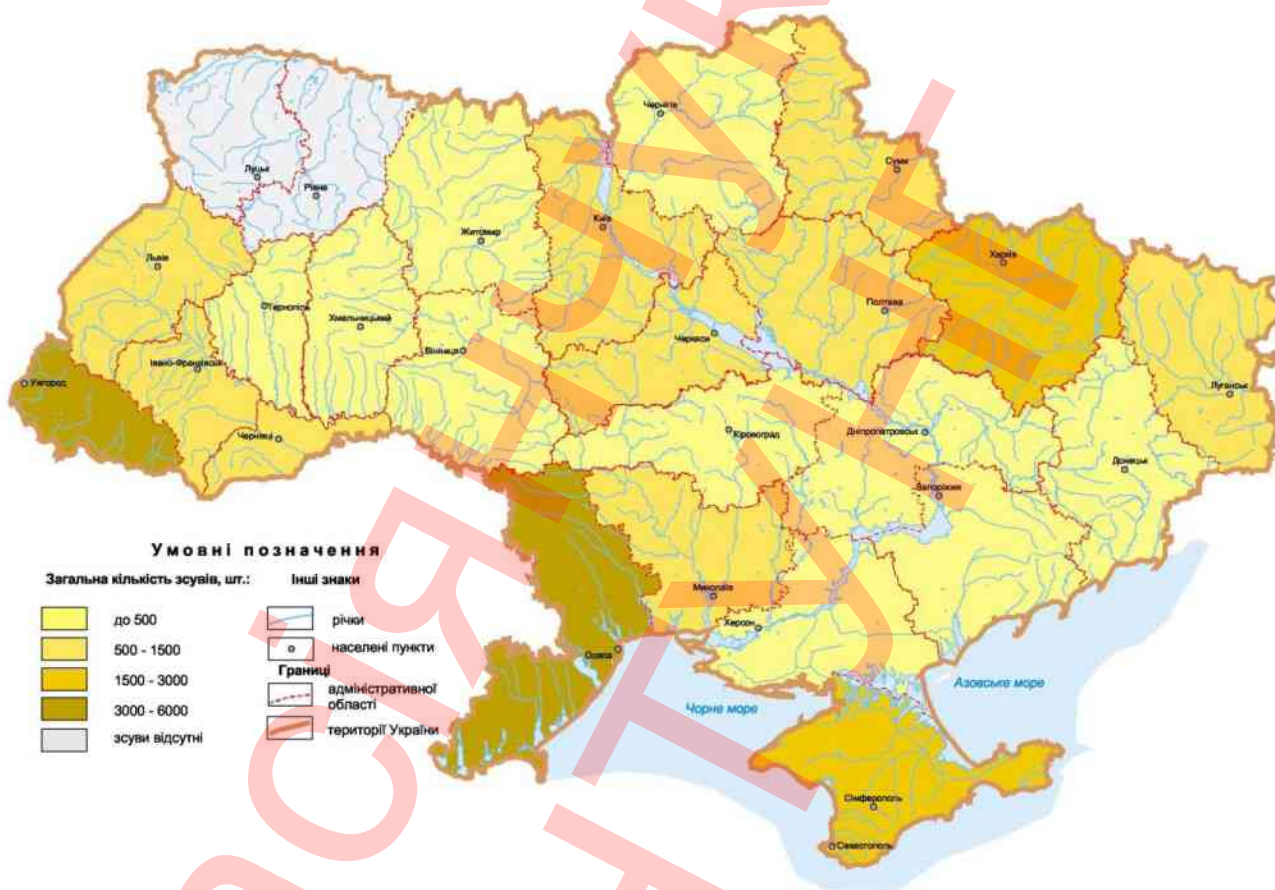 Чернігів
Суми
Луцьк
Рівне
Київ
Житомир
Львів
Харків
Тернопіль
Хмельницький
Полтава
Черкаси
Вінниця
Івано-Франківськ
Ужгород
Луганськ
Чернівці
Кіровоград
Дніпропетровськ
Донецьк
Запоріжжя
Умовні позначення
Загальна кількість зсувів, шт.:
Інші знаки
до 500
річки
500 - 1500
населені пункти
Границі
1500 - 3000
адміністративної
області
3000 - 6000
території України
зсуви відсутні
Миколаїв
Херсон
Одеса
Азовське море
Чорне море
Сімферополь
Севастополь